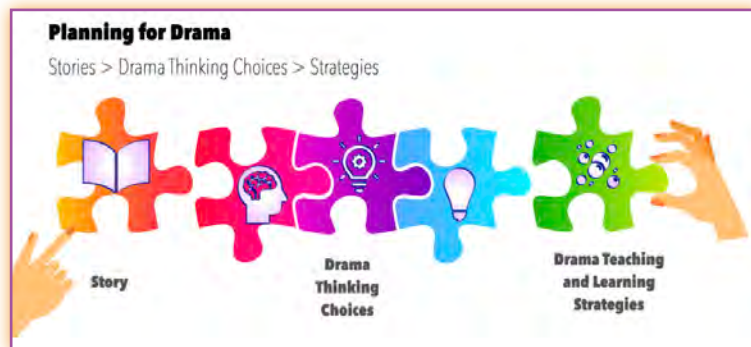 Planning for Drama
Stories > Drama Thinking Choices > Strategies
Story
Drama
Thinking
Choices
Drama Teaching
and Learning
Strategies